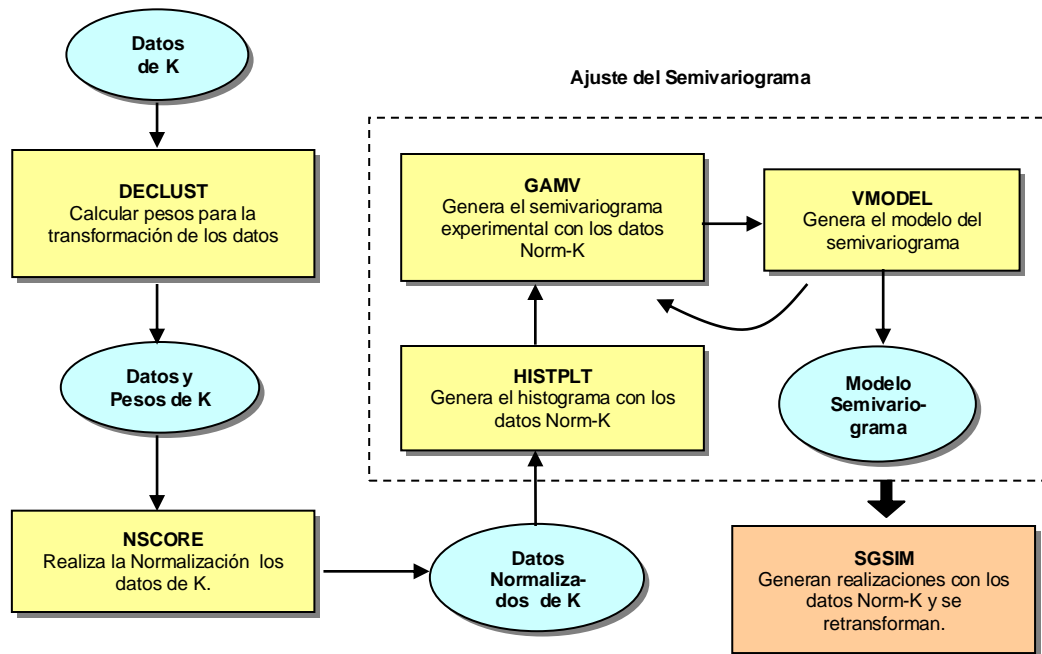 Datos
de K
DECLUST
Calcular pesos para la
transformación de los datos
Datos y
Pesos de K
NSCORE
Realiza la Normalización los
datos de K.
Datos
Normaliza-
dos de K
Ajuste del Semivariograma
HISTPLT
Genera el histograma con los
datos Norm-K
GAMV
Genera el semivariograma
experimental con los datos
Norm-K
VMODEL
Genera el modelo del
semivariograma
Modelo
Semivario-
grama
SGSIM
Generan realizaciones con los
datos Norm-K y se
retransforman.